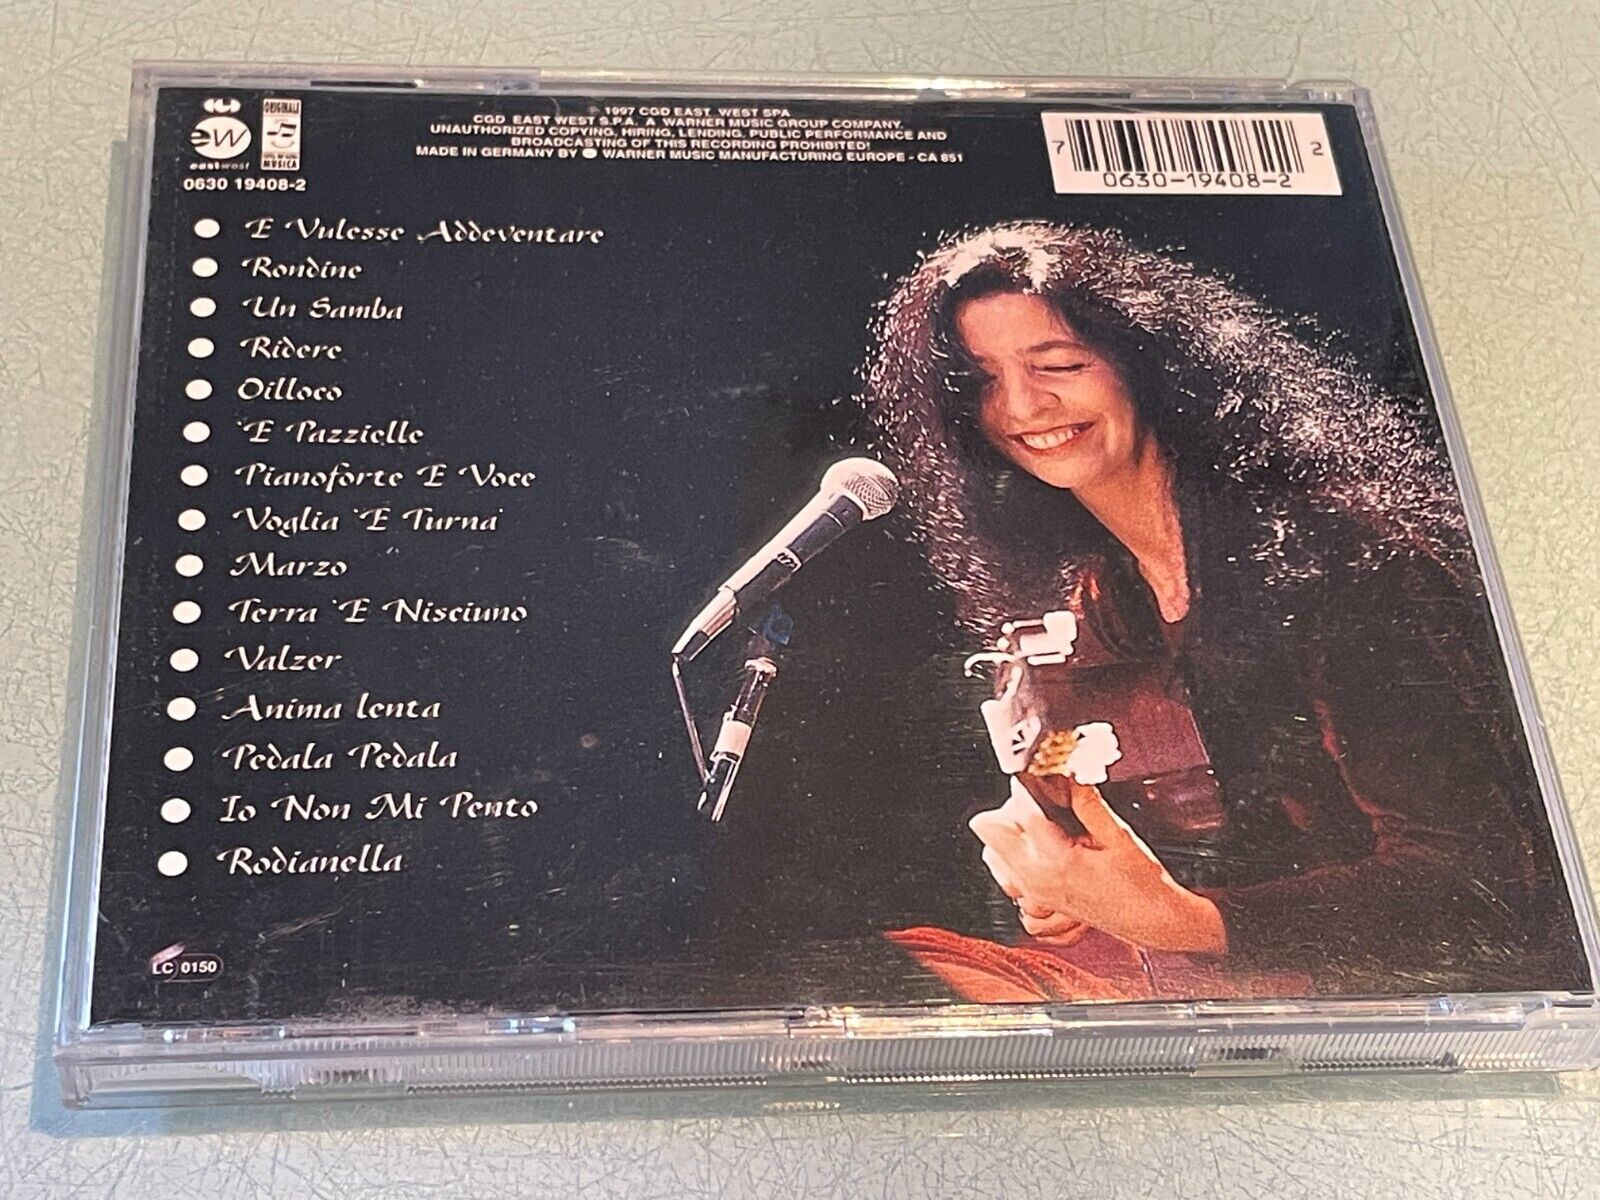 eastwest
ORIGINALE
MUSICA
0630 19408-2
℗ 1997 CGD EAST WEST SPA
CGD EAST WEST S.P.A. A WARNER MUSIC GROUP COMPANY.
UNAUTHORIZED COPYING, HIRING, LENDING, PUBLIC PERFORMANCE AND
BROADCASTING OF THIS RECORDING PROHIBITED!
MADE IN GERMANY BY WARNER MUSIC MANUFACTURING EUROPE - CA 851
7 0630-19408-2 2
E Vulesse Addeventare
Rondine
Un Samba
Ridere
Oilloco
'E Pazzielle
Pianoforte E Voce
Voglia 'E Turna'
Marzo
Terra 'E Nisciuno
Valzer
Anima lenta
Pedala Pedala
Io Non Mi Pento
Rodianella
LC 0150